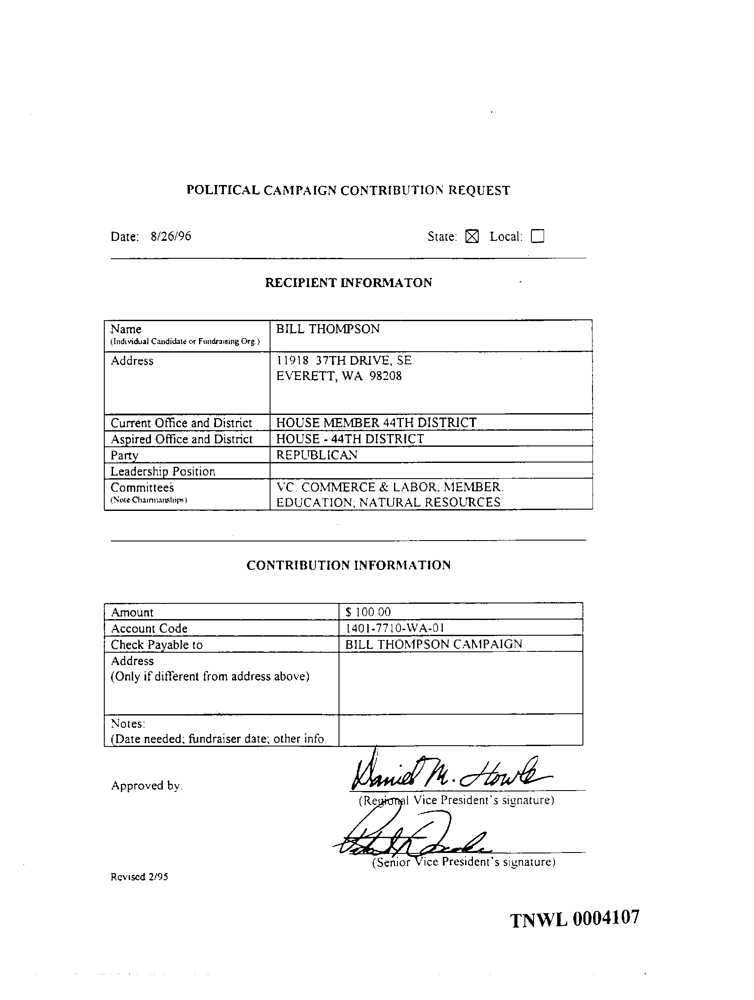 POLITICAL CAMPAIGN CONTRIBUTION REQUEST
Date: 8/26/96 State: ☒ Local: ☐
RECIPIENT INFORMATON
Name BILL THOMPSON
(Individual Candidate or Fundraising Org.)
Address 11918 37TH DRIVE, SE
EVERETT, WA 98208
Current Office and District HOUSE MEMBER 44TH DISTRICT
Aspired Office and District HOUSE - 44TH DISTRICT
Party REPUBLICAN
Leadership Position
Committees VC: COMMERCE & LABOR; MEMBER:
(Note Chairmanships) EDUCATION; NATURAL RESOURCES
CONTRIBUTION INFORMATION
Amount $ 100.00
Account Code 1401-7710-WA-01
Check Payable to BILL THOMPSON CAMPAIGN
Address
(Only if different from address above)
Notes:
(Date needed; fundraiser date; other info
Daniel M. Howle
Approved by:
(Regional Vice President's signature)
(Senior Vice President's signature)
Revised 2/95
TNWL 0004107